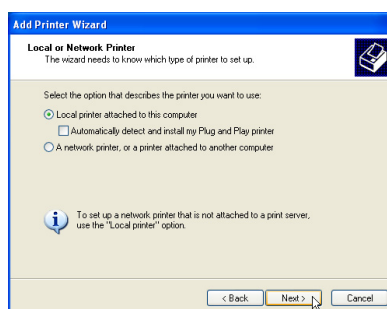 Add Printer Wizard
Local or Network Printer
The wizard needs to know which type of printer to set up.
Select the option that describes the printer you want to use:
Local printer attached to this computer
Automatically detect and install my Plug and Play printer
A network printer, or a printer attached to another computer
To set up a network printer that is not attached to a print server,
use the "Local printer" option.
< Back Next > Cancel